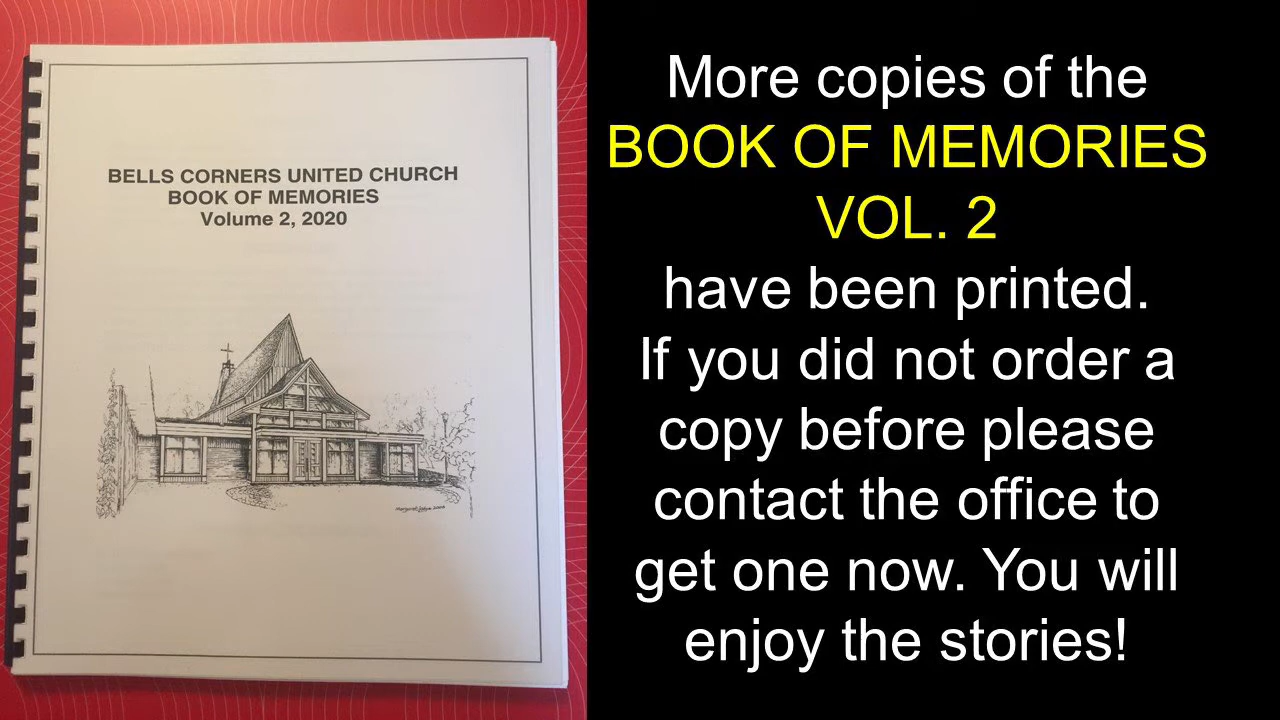 BELLS CORNERS UNITED CHURCH
BOOK OF MEMORIES
Volume 2, 2020
More copies of the
BOOK OF MEMORIES
VOL. 2
have been printed.
If you did not order a
copy before please
contact the office to
get one now. You will
enjoy the stories!